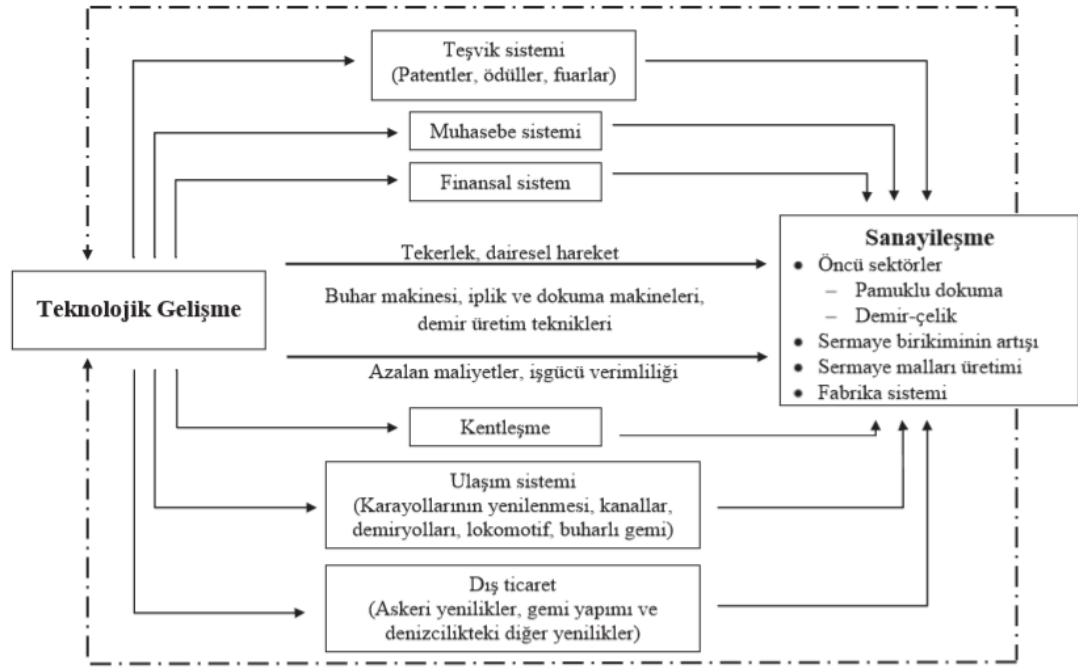 Teşvik sistemi
(Patentler, ödüller, fuarlar)
Muhasebe sistemi
Finansal sistem
Teknolojik Gelişme
Tekerlek, dairesel hareket
Buhar makinesi, iplik ve dokuma makineleri,
demir üretim teknikleri
Azalan maliyetler, işgücü verimliliği
Sanayileşme
● Öncü sektörler
– Pamuklu dokuma
– Demir-çelik
● Sermaye birikiminin artışı
● Sermaye malları üretimi
● Fabrika sistemi
Kentleşme
Ulaşım sistemi
(Karayollarının yenilenmesi, kanallar,
demiryolları, lokomotif, buharlı gemi)
Dış ticaret
(Askeri yenilikler, gemi yapımı ve
denizcilikteki diğer yenilikler)